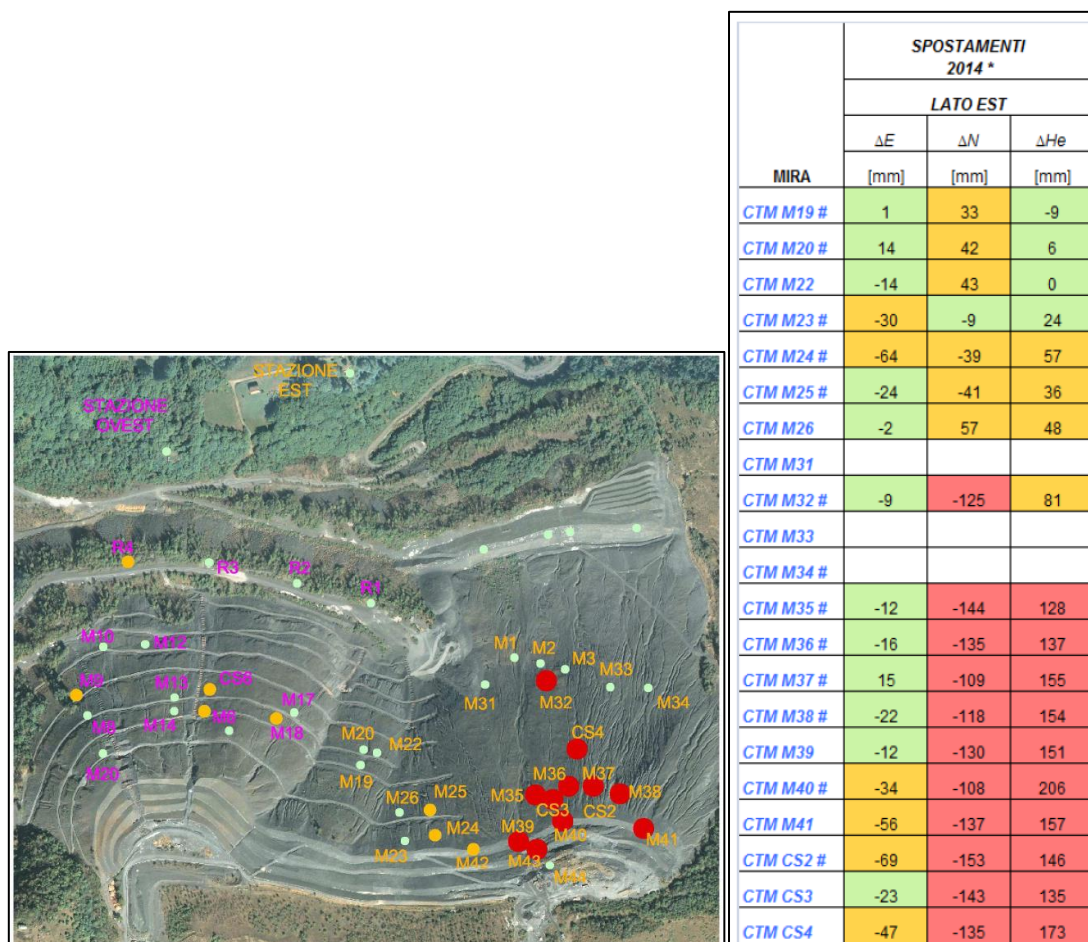 STAZIONE
EST
STAZIONE
OVEST
R4
R3
R2
R1
M10
M12
M1
M2
M3
M33
M9
M13
CS6
M17
M31
M32
M34
M8
M14
M6
M18
M20
M20
M22
CS4
M19
M36
M37
M26
M25
M35
M38
CS3
CS2
M24
M39
M40
M41
M23
M42
M43
M44
SPOSTAMENTI
2014 *
LATO EST
ΔE ΔN ΔHe
MIRA [mm] [mm] [mm]
CTM M19 # 1 33 -9
CTM M20 # 14 42 6
CTM M22 -14 43 0
CTM M23 # -30 -9 24
CTM M24 # -64 -39 57
CTM M25 # -24 -41 36
CTM M26 -2 57 48
CTM M31
CTM M32 # -9 -125 81
CTM M33
CTM M34 #
CTM M35 # -12 -144 128
CTM M36 # -16 -135 137
CTM M37 # 15 -109 155
CTM M38 # -22 -118 154
CTM M39 -12 -130 151
CTM M40 # -34 -108 206
CTM M41 -56 -137 157
CTM CS2 # -69 -153 146
CTM CS3 -23 -143 135
CTM CS4 -47 -135 173